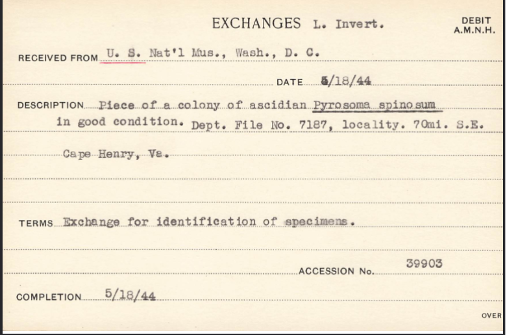 EXCHANGES L. Invert. DEBIT
A.M.N.H.
RECEIVED FROM U. S. Nat'l Mus., Wash., D. C.
DATE 5/18/44
DESCRIPTION Piece of a colony of ascidian Pyrosoma spinosum
in good condition. Dept. File No. 7187, locality. 70mi. S.E.
Cape Henry, Va.
TERMS Exchange for identification of specimens.
ACCESSION No. 39903
COMPLETION 5/18/44
OVER